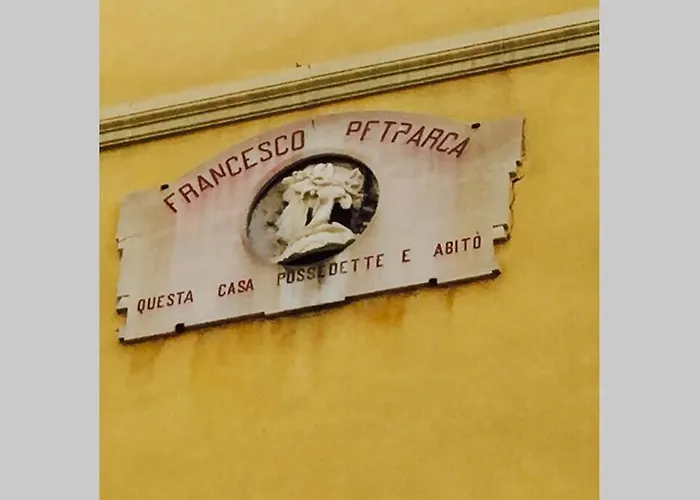 FRANCESCO PETRARCA
QUESTA CASA POSSEDETTE E ABITÒ